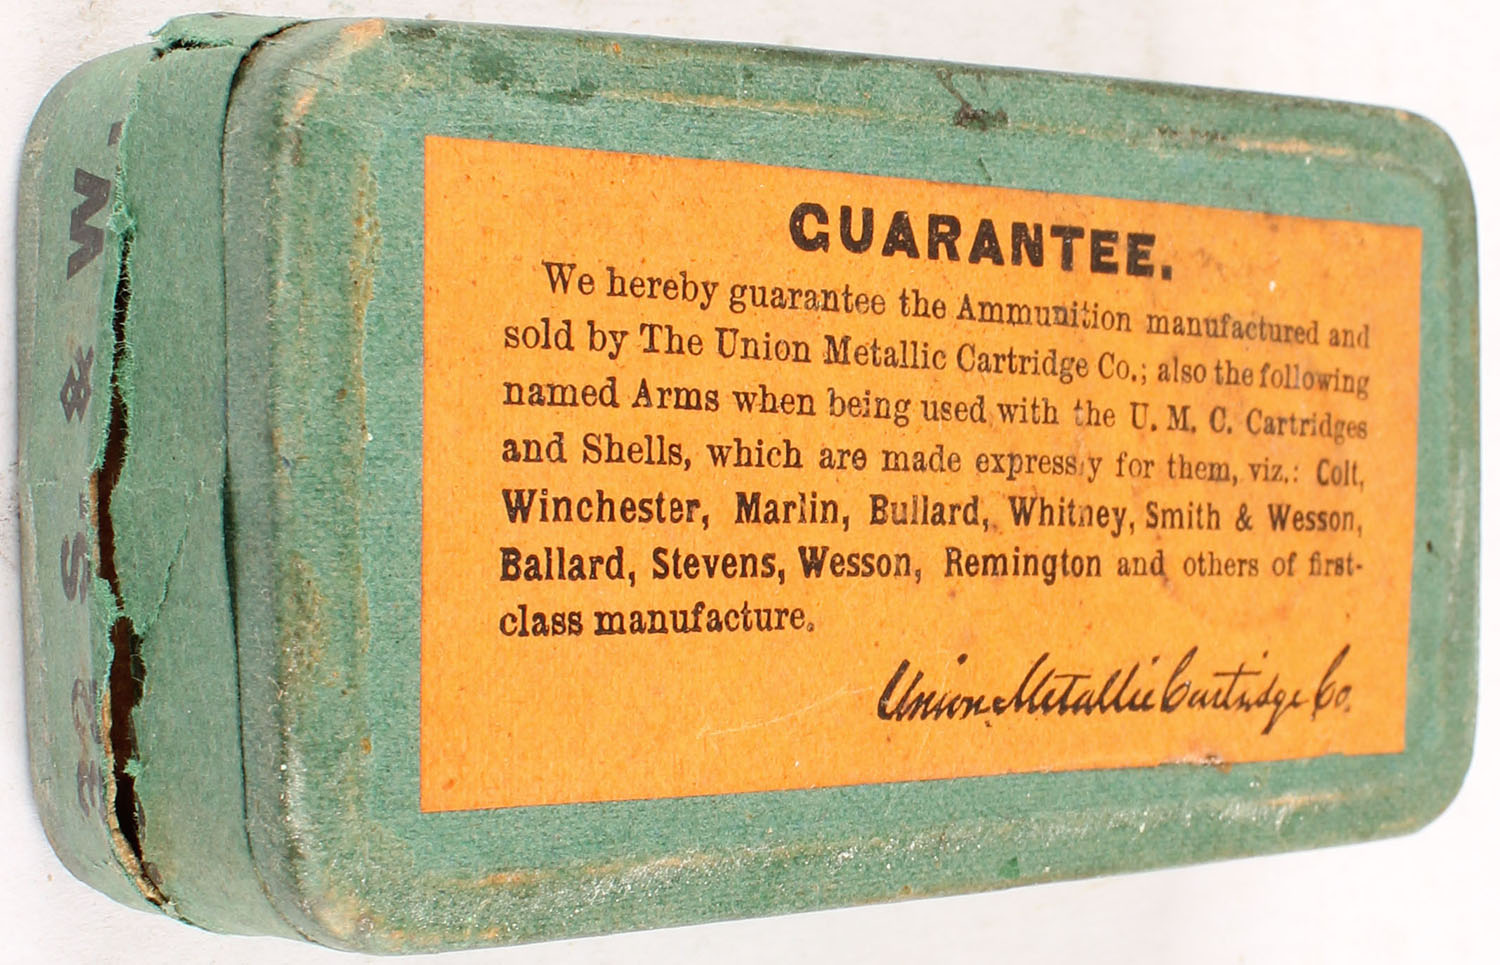 GUARANTEE.
We hereby guarantee the Ammunition manufactured and
sold by The Union Metallic Cartridge Co.; also the following
named Arms when being used with the U. M. C. Cartridges
and Shells, which are made expressly for them, viz.: Colt,
Winchester, Marlin, Bullard, Whitney, Smith & Wesson,
Ballard, Stevens, Wesson, Remington and others of first-
class manufacture.
Union Metallic Cartridge Co.
32 S. & W.